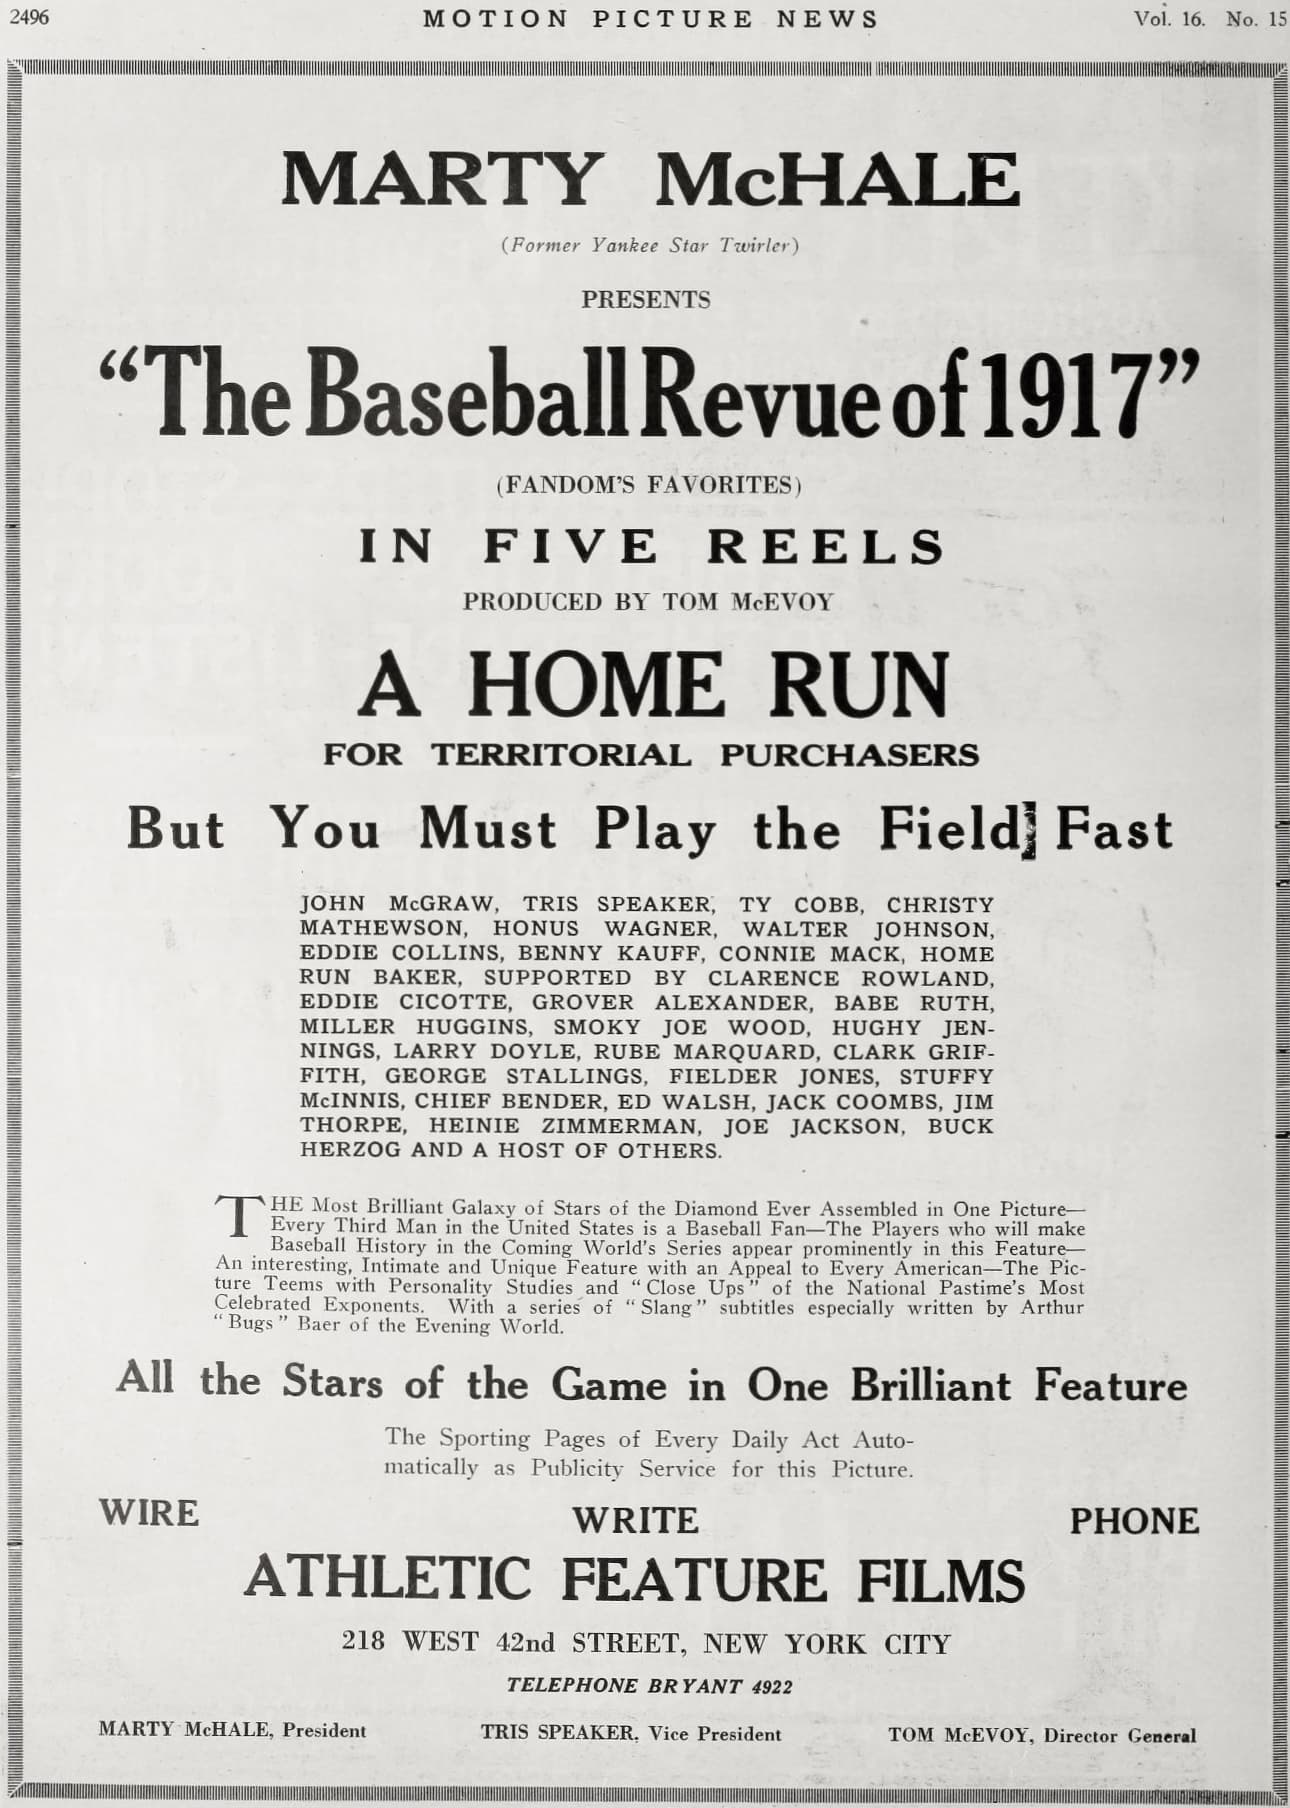 2496
MOTION PICTURE NEWS
Vol. 16. No. 15
MARTY McHALE
(Former Yankee Star Twirler)
PRESENTS
“The Baseball Revue of 1917”
(FANDOM'S FAVORITES)
IN FIVE REELS
PRODUCED BY TOM McEVOY
A HOME RUN
FOR TERRITORIAL PURCHASERS
But You Must Play the Field Fast
JOHN McGRAW, TRIS SPEAKER, TY COBB, CHRISTY
MATHEWSON, HONUS WAGNER, WALTER JOHNSON,
EDDIE COLLINS, BENNY KAUFF, CONNIE MACK, HOME
RUN BAKER, SUPPORTED BY CLARENCE ROWLAND,
EDDIE CICOTTE, GROVER ALEXANDER, BABE RUTH,
MILLER HUGGINS, SMOKY JOE WOOD, HUGHY JEN-
NINGS, LARRY DOYLE, RUBE MARQUARD, CLARK GRIF-
FITH, GEORGE STALLINGS, FIELDER JONES, STUFFY
McINNIS, CHIEF BENDER, ED WALSH, JACK COOMBS, JIM
THORPE, HEINIE ZIMMERMAN, JOE JACKSON, BUCK
HERZOG AND A HOST OF OTHERS.
THE Most Brilliant Galaxy of Stars of the Diamond Ever Assembled in One Picture—
Every Third Man in the United States is a Baseball Fan—The Players who will make
Baseball History in the Coming World's Series appear prominently in this Feature—
An interesting, Intimate and Unique Feature with an Appeal to Every American—The Pic-
ture Teems with Personality Studies and “Close Ups” of the National Pastime's Most
Celebrated Exponents. With a series of “Slang” subtitles especially written by Arthur
“Bugs” Baer of the Evening World.
All the Stars of the Game in One Brilliant Feature
The Sporting Pages of Every Daily Act Auto-
matically as Publicity Service for this Picture.
WIRE WRITE PHONE
ATHLETIC FEATURE FILMS
218 WEST 42nd STREET, NEW YORK CITY
TELEPHONE BRYANT 4922
MARTY McHALE, President TRIS SPEAKER, Vice President TOM McEVOY, Director General